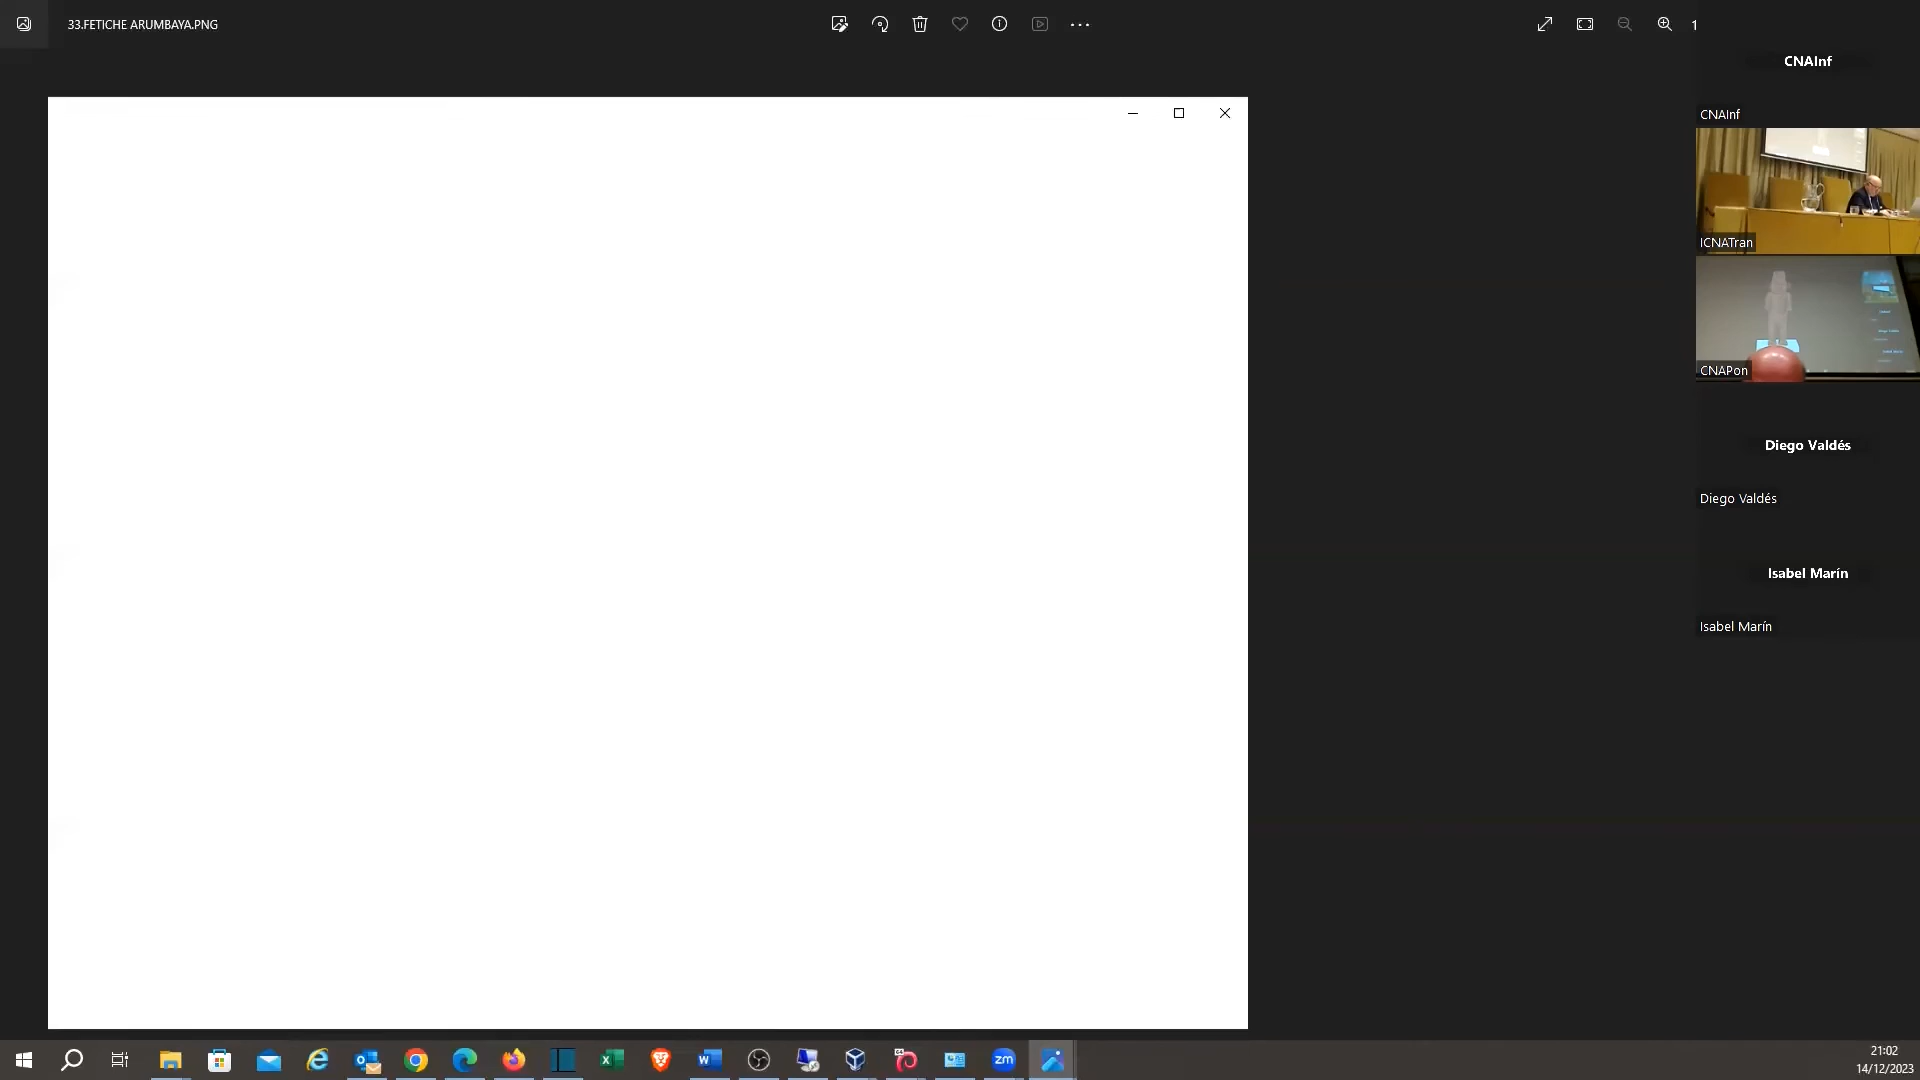 33.FETICHE ARUMBAYA.PNG
1
CNAInf
CNAInf
ICNATran
CNAPon
Diego Valdés
Diego Valdés
Isabel Marín
Isabel Marín
21:02
14/12/2023